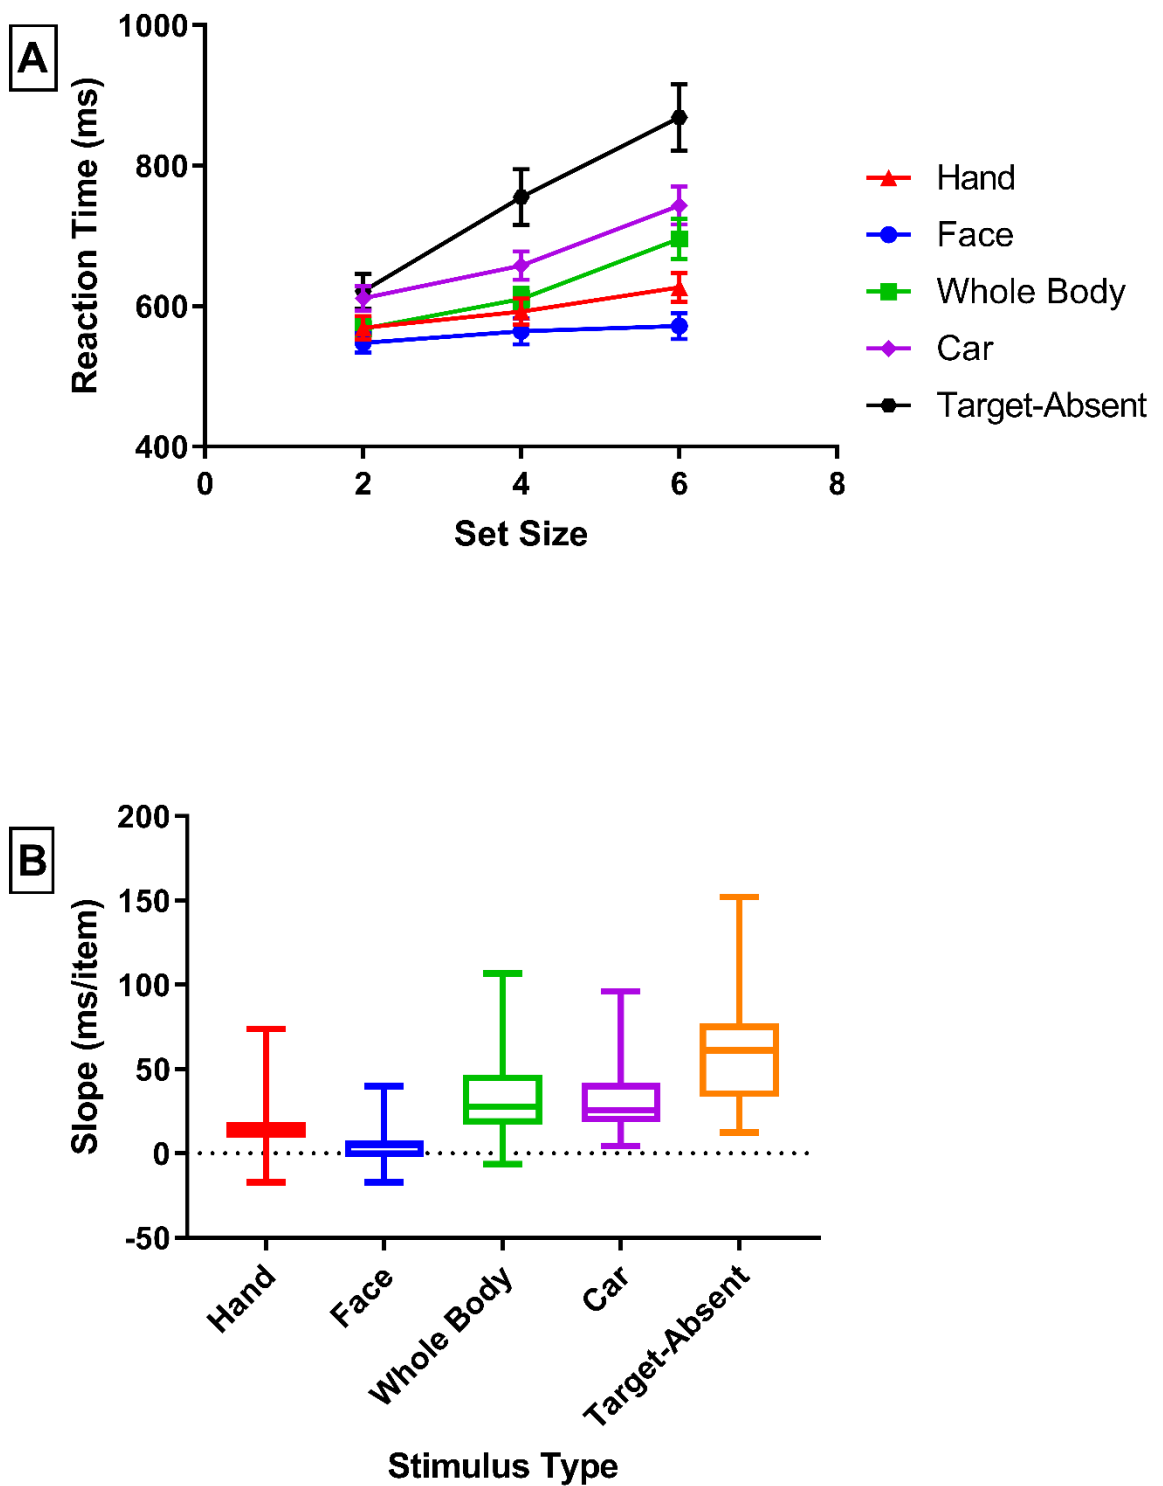 A
Reaction Time (ms)
1000
800
600
400
0
2
4
6
8
Set Size
Hand
Face
Whole Body
Car
Target-Absent
B
Slope (ms/item)
200
150
100
50
0
-50
Hand
Face
Whole Body
Car
Target-Absent
Stimulus Type